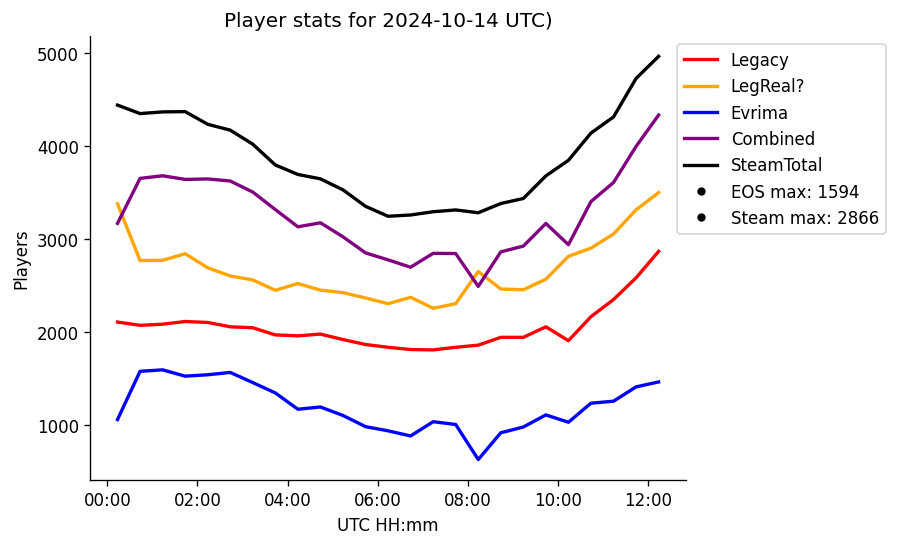 Player stats for 2024-10-14 UTC)
5000
4000
3000
2000
1000
Players
00:00 02:00 04:00 06:00 08:00 10:00 12:00
UTC HH:mm
Legacy
LegReal?
Evrima
Combined
SteamTotal
EOS max: 1594
Steam max: 2866